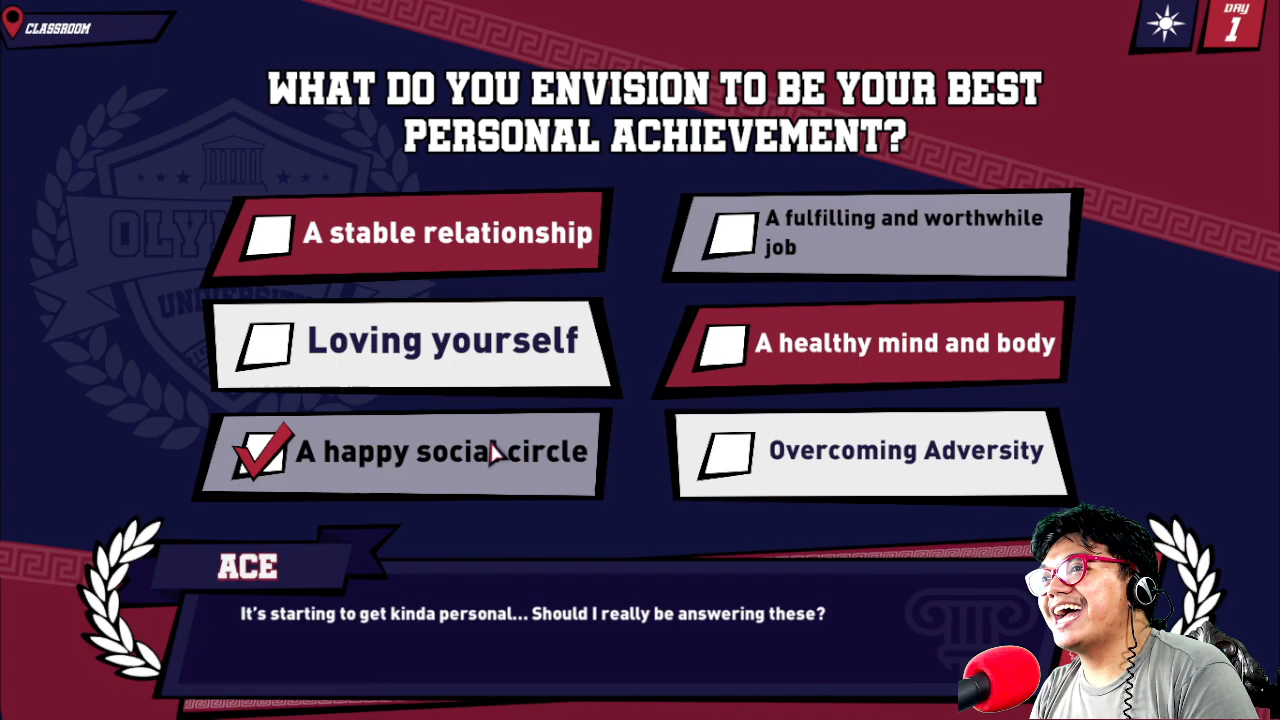 CLASSROOM
DAY
1
WHAT DO YOU ENVISION TO BE YOUR BEST
PERSONAL ACHIEVEMENT?
A stable relationship
A fulfilling and worthwhile
job
Loving yourself
A healthy mind and body
A happy social circle
Overcoming Adversity
ACE
It's starting to get kinda personal... Should I really be answering these?